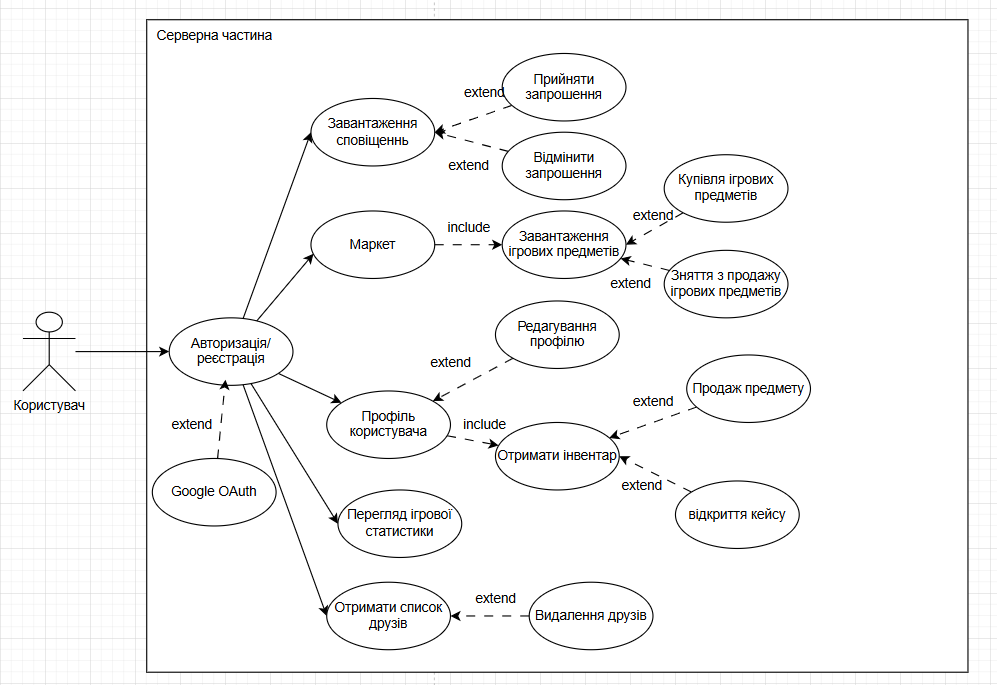 Серверна частина
Прийняти
запрошення
extend
Завантаження
сповіщеннь
extend
Відмінити
запрошення
Купівля ігрових
предметів
extend
Маркет
include
Завантаження
ігрових предметів
extend
Зняття з продажу
ігрових предметів
Користувач
Авторизація/
реєстрація
Редагування
профілю
extend
Профіль
користувача
include
Отримати інвентар
extend
Продаж предмету
extend
відкриття кейсу
extend
Google OAuth
Перегляд ігрової
статистики
Отримати список
друзів
extend
Видалення друзів